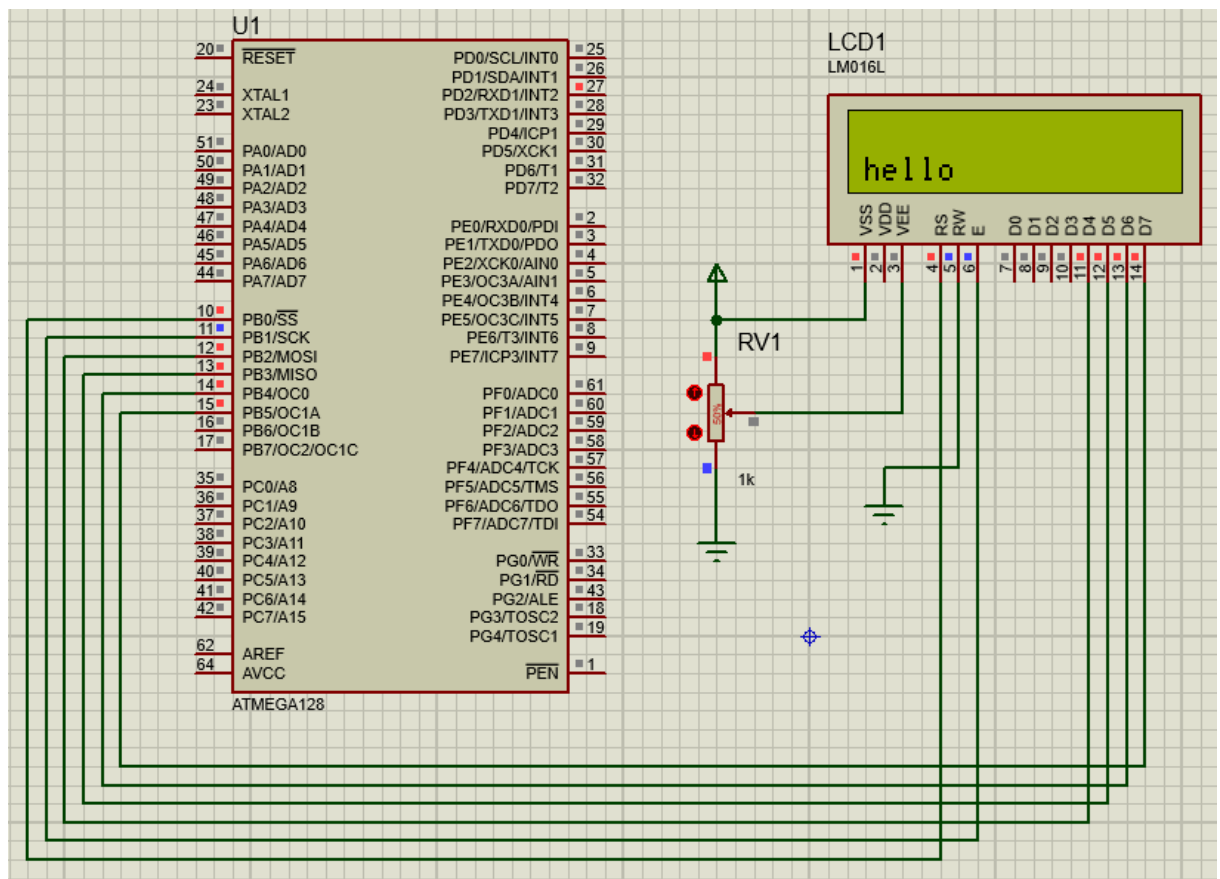 U1
20 RESET
24 XTAL1
23 XTAL2
51 PA0/AD0
50 PA1/AD1
49 PA2/AD2
48 PA3/AD3
47 PA4/AD4
46 PA5/AD5
45 PA6/AD6
44 PA7/AD7
10 PB0/SS
11 PB1/SCK
12 PB2/MOSI
13 PB3/MISO
14 PB4/OC0
15 PB5/OC1A
16 PB6/OC1B
17 PB7/OC2/OC1C
35 PC0/A8
36 PC1/A9
37 PC2/A10
38 PC3/A11
39 PC4/A12
40 PC5/A13
41 PC6/A14
42 PC7/A15
62 AREF
64 AVCC
PD0/SCL/INT0 25
PD1/SDA/INT1 26
PD2/RXD1/INT2 27
PD3/TXD1/INT3 28
PD4/ICP1 29
PD5/XCK1 30
PD6/T1 31
PD7/T2 32
PE0/RXD0/PDI 2
PE1/TXD0/PDO 3
PE2/XCK0/AIN0 4
PE3/OC3A/AIN1 5
PE4/OC3B/INT4 6
PE5/OC3C/INT5 7
PE6/T3/INT6 8
PE7/ICP3/INT7 9
PF0/ADC0 61
PF1/ADC1 60
PF2/ADC2 59
PF3/ADC3 58
PF4/ADC4/TCK 57
PF5/ADC5/TMS 56
PF6/ADC6/TDO 55
PF7/ADC7/TDI 54
PG0/WR 33
PG1/RD 34
PG2/ALE 43
PG3/TOSC2 18
PG4/TOSC1 19
PEN 1
ATMEGA128
RV1
50%
1k
LCD1
LM016L
hello
VSS VDD VEE RS RW E D0 D1 D2 D3 D4 D5 D6 D7
1 2 3 4 5 6 7 8 9 10 11 12 13 14